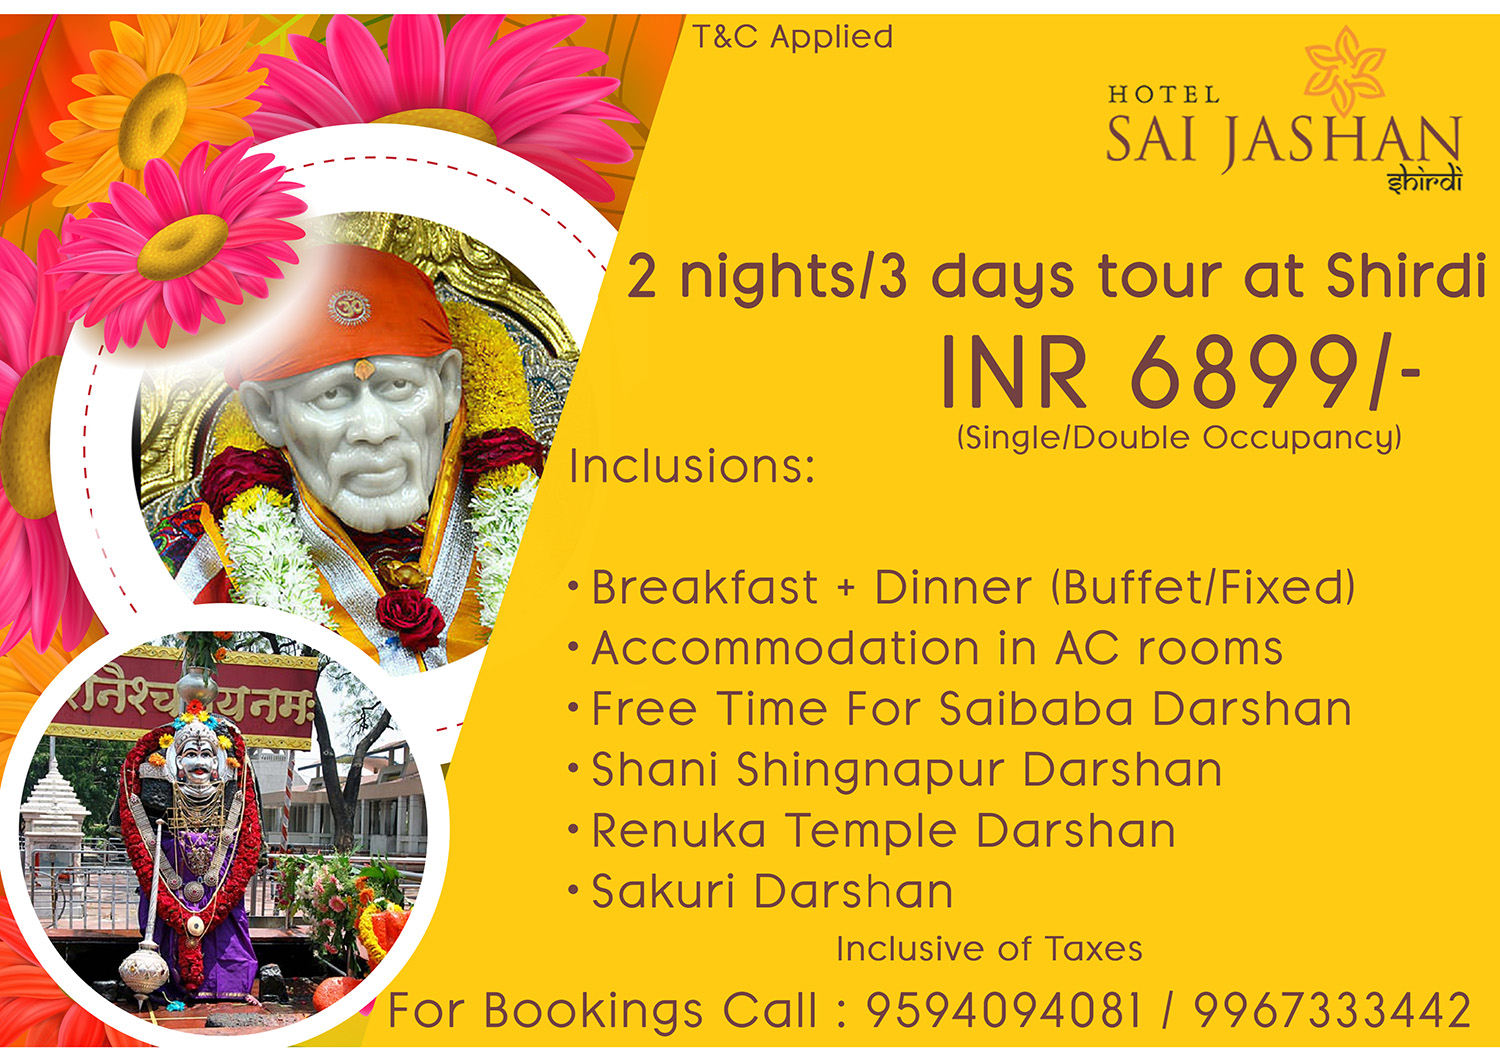 T&C Applied
HOTEL
SAI JASHAN
shirdi
2 nights/3 days tour at Shirdi
INR 6899/-
(Single/Double Occupancy)
Inclusions:
• Breakfast + Dinner (Buffet/Fixed)
• Accommodation in AC rooms
• Free Time For Saibaba Darshan
• Shani Shingnapur Darshan
• Renuka Temple Darshan
• Sakuri Darshan
Inclusive of Taxes
For Bookings Call : 9594094081 / 9967333442
ॐ
नमः